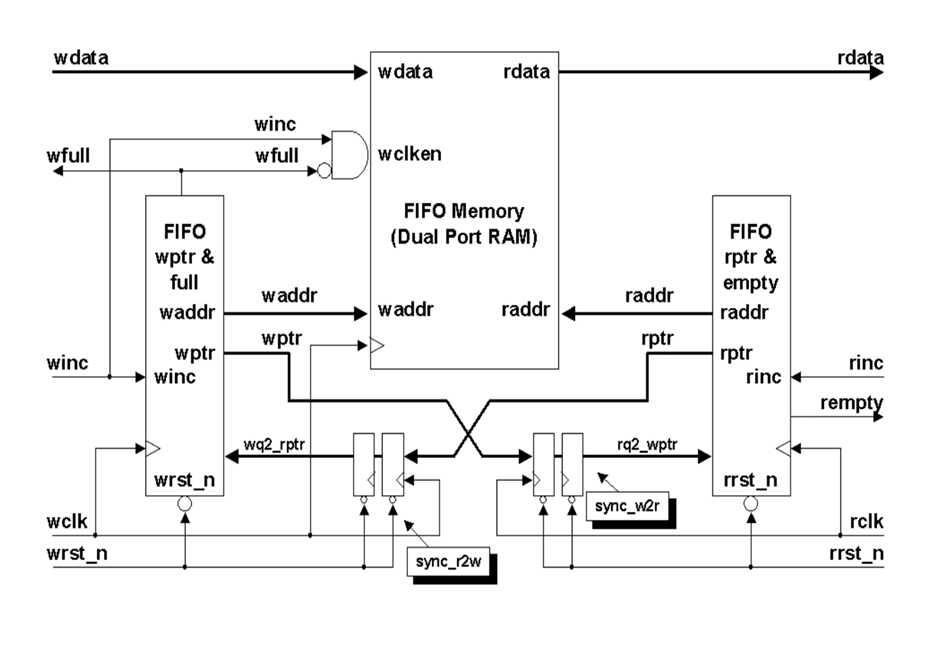 wdata
rdata
wdata
rdata
winc
wfull
wfull
wclken
FIFO Memory
(Dual Port RAM)
FIFO
wptr &
full
FIFO
rptr &
empty
waddr
waddr
waddr
raddr
raddr
raddr
wptr
wptr
rptr
rptr
winc
winc
rinc
rinc
rempty
wq2_rptr
rq2_wptr
wrst_n
rrst_n
sync_w2r
wclk
rclk
wrst_n
rrst_n
sync_r2w